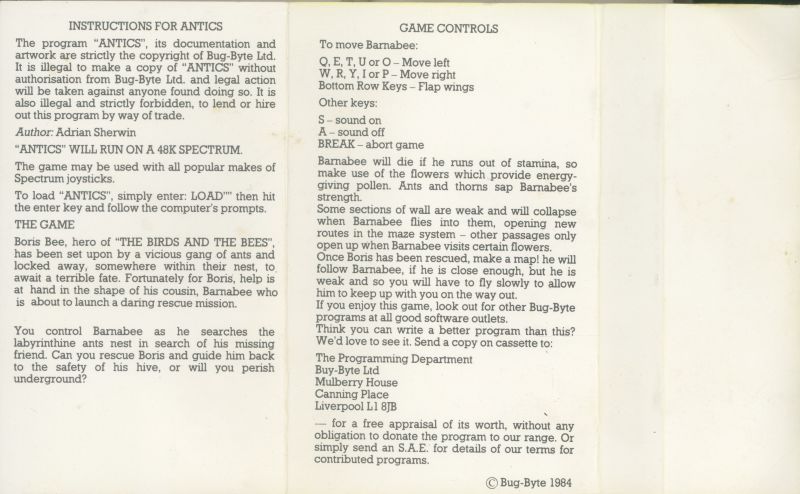 INSTRUCTIONS FOR ANTICS
The program "ANTICS", its documentation and
artwork are strictly the copyright of Bug-Byte Ltd.
It is illegal to make a copy of "ANTICS" without
authorisation from Bug-Byte Ltd. and legal action
will be taken against anyone found doing so. It is
also illegal and strictly forbidden, to lend or hire
out this program by way of trade.
Author: Adrian Sherwin
"ANTICS" WILL RUN ON A 48K SPECTRUM.
The game may be used with all popular makes of
Spectrum joysticks.
To load "ANTICS", simply enter: LOAD"" then hit
the enter key and follow the computer's prompts.
THE GAME
Boris Bee, hero of "THE BIRDS AND THE BEES",
has been set upon by a vicious gang of ants and
locked away, somewhere within their nest, to
await a terrible fate. Fortunately for Boris, help is
at hand in the shape of his cousin, Barnabee who
is about to launch a daring rescue mission.
You control Barnabee as he searches the
labyrinthine ants nest in search of his missing
friend. Can you rescue Boris and guide him back
to the safety of his hive, or will you perish
underground?
GAME CONTROLS
To move Barnabee:
Q, E, T, U or O – Move left
W, R, Y, I or P – Move right
Bottom Row Keys – Flap wings
Other keys:
S – sound on
A – sound off
BREAK – abort game
Barnabee will die if he runs out of stamina, so
make use of the flowers which provide energy-
giving pollen. Ants and thorns sap Barnabee's
strength.
Some sections of wall are weak and will collapse
when Barnabee flies into them, opening new
routes in the maze system – other passages only
open up when Barnabee visits certain flowers.
Once Boris has been rescued, make a map! he will
follow Barnabee, if he is close enough, but he is
weak and so you will have to fly slowly to allow
him to keep up with you on the way out.
If you enjoy this game, look out for other Bug-Byte
programs at all good software outlets.
Think you can write a better program than this?
We'd love to see it. Send a copy on cassette to:
The Programming Department
Buy-Byte Ltd
Mulberry House
Canning Place
Liverpool L1 8JB
— for a free appraisal of its worth, without any
obligation to donate the program to our range. Or
simply send an S.A.E. for details of our terms for
contributed programs.
© Bug-Byte 1984